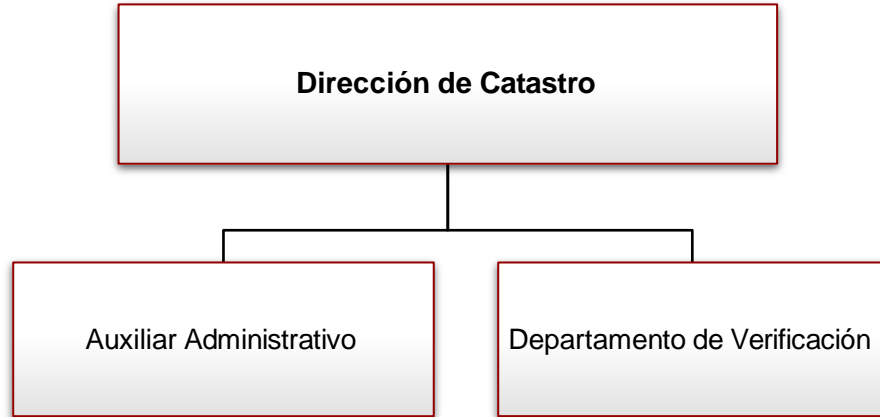 Dirección de Catastro
Auxiliar Administrativo
Departamento de Verificación